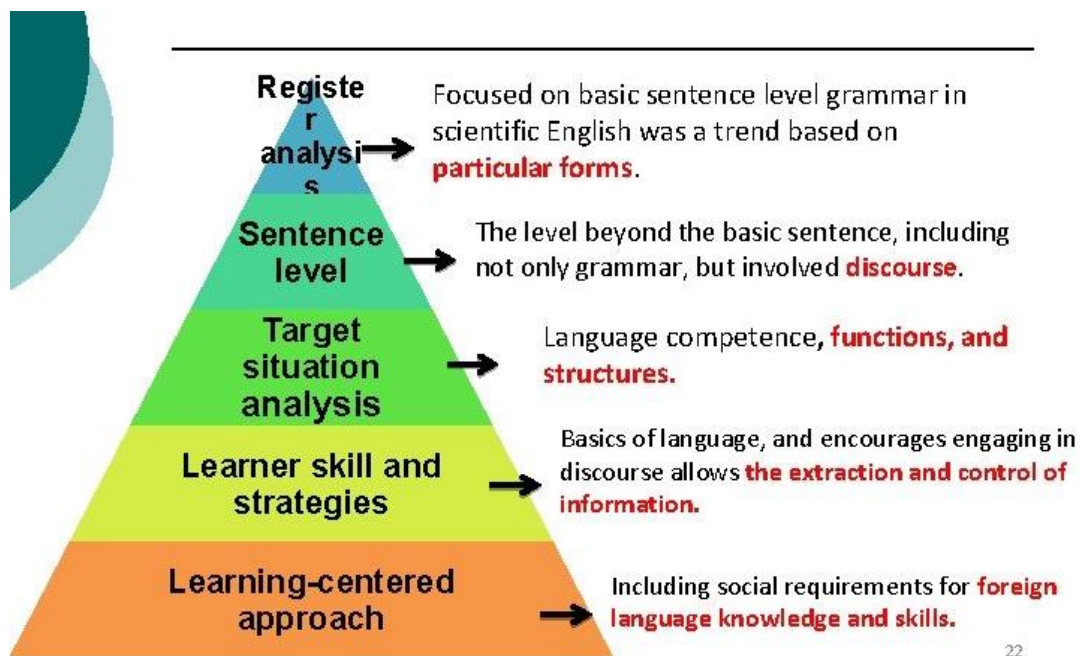 Registe
r
analysi
s
Focused on basic sentence level grammar in
scientific English was a trend based on
particular forms.
Sentence
level
The level beyond the basic sentence, including
not only grammar, but involved discourse.
Target
situation
analysis
Language competence, functions, and
structures.
Learner skill and
strategies
Basics of language, and encourages engaging in
discourse allows the extraction and control of
information.
Learning-centered
approach
Including social requirements for foreign
language knowledge and skills.
22